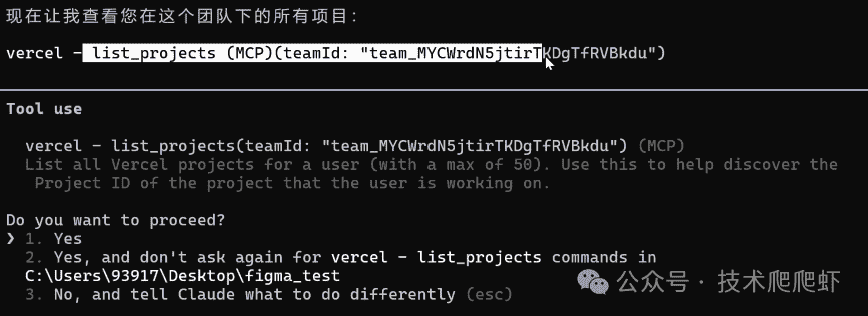 现在让我查看您在这个团队下的所有项目：
vercel - list_projects (MCP)(teamId: "team_MYCWrdN5jtirTKDgTfRVBkdu")
Tool use
vercel - list_projects(teamId: "team_MYCWrdN5jtirTKDgTfRVBkdu") (MCP)
List all Vercel projects for a user (with a max of 50). Use this to help discover the
Project ID of the project that the user is working on.
Do you want to proceed?
❯ 1. Yes
2. Yes, and don't ask again for vercel - list_projects commands in
C:\Users\93917\Desktop\figma_test
3. No, and tell Claude what to do differently (esc)
公众号 · 技术爬爬虾